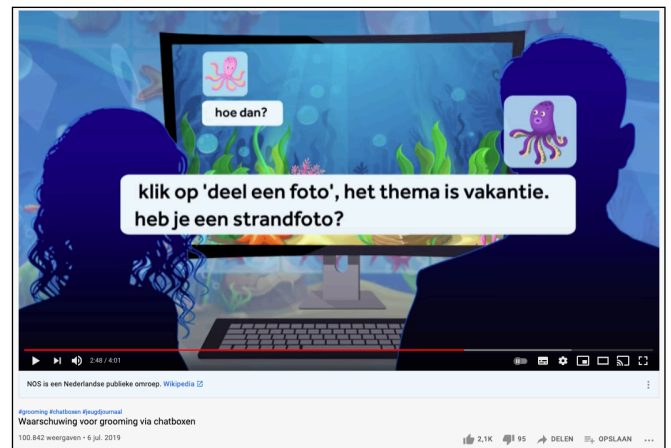 hoe dan?
klik op 'deel een foto', het thema is vakantie.
heb je een strandfoto?
2:48 / 4:01
NOS is een Nederlandse publieke omroep. Wikipedia
#grooming #chatboxen #jeugdjournaal
Waarschuwing voor grooming via chatboxen
100.842 weergaven • 6 jul. 2019
2,1K 95 DELEN OPSLAAN